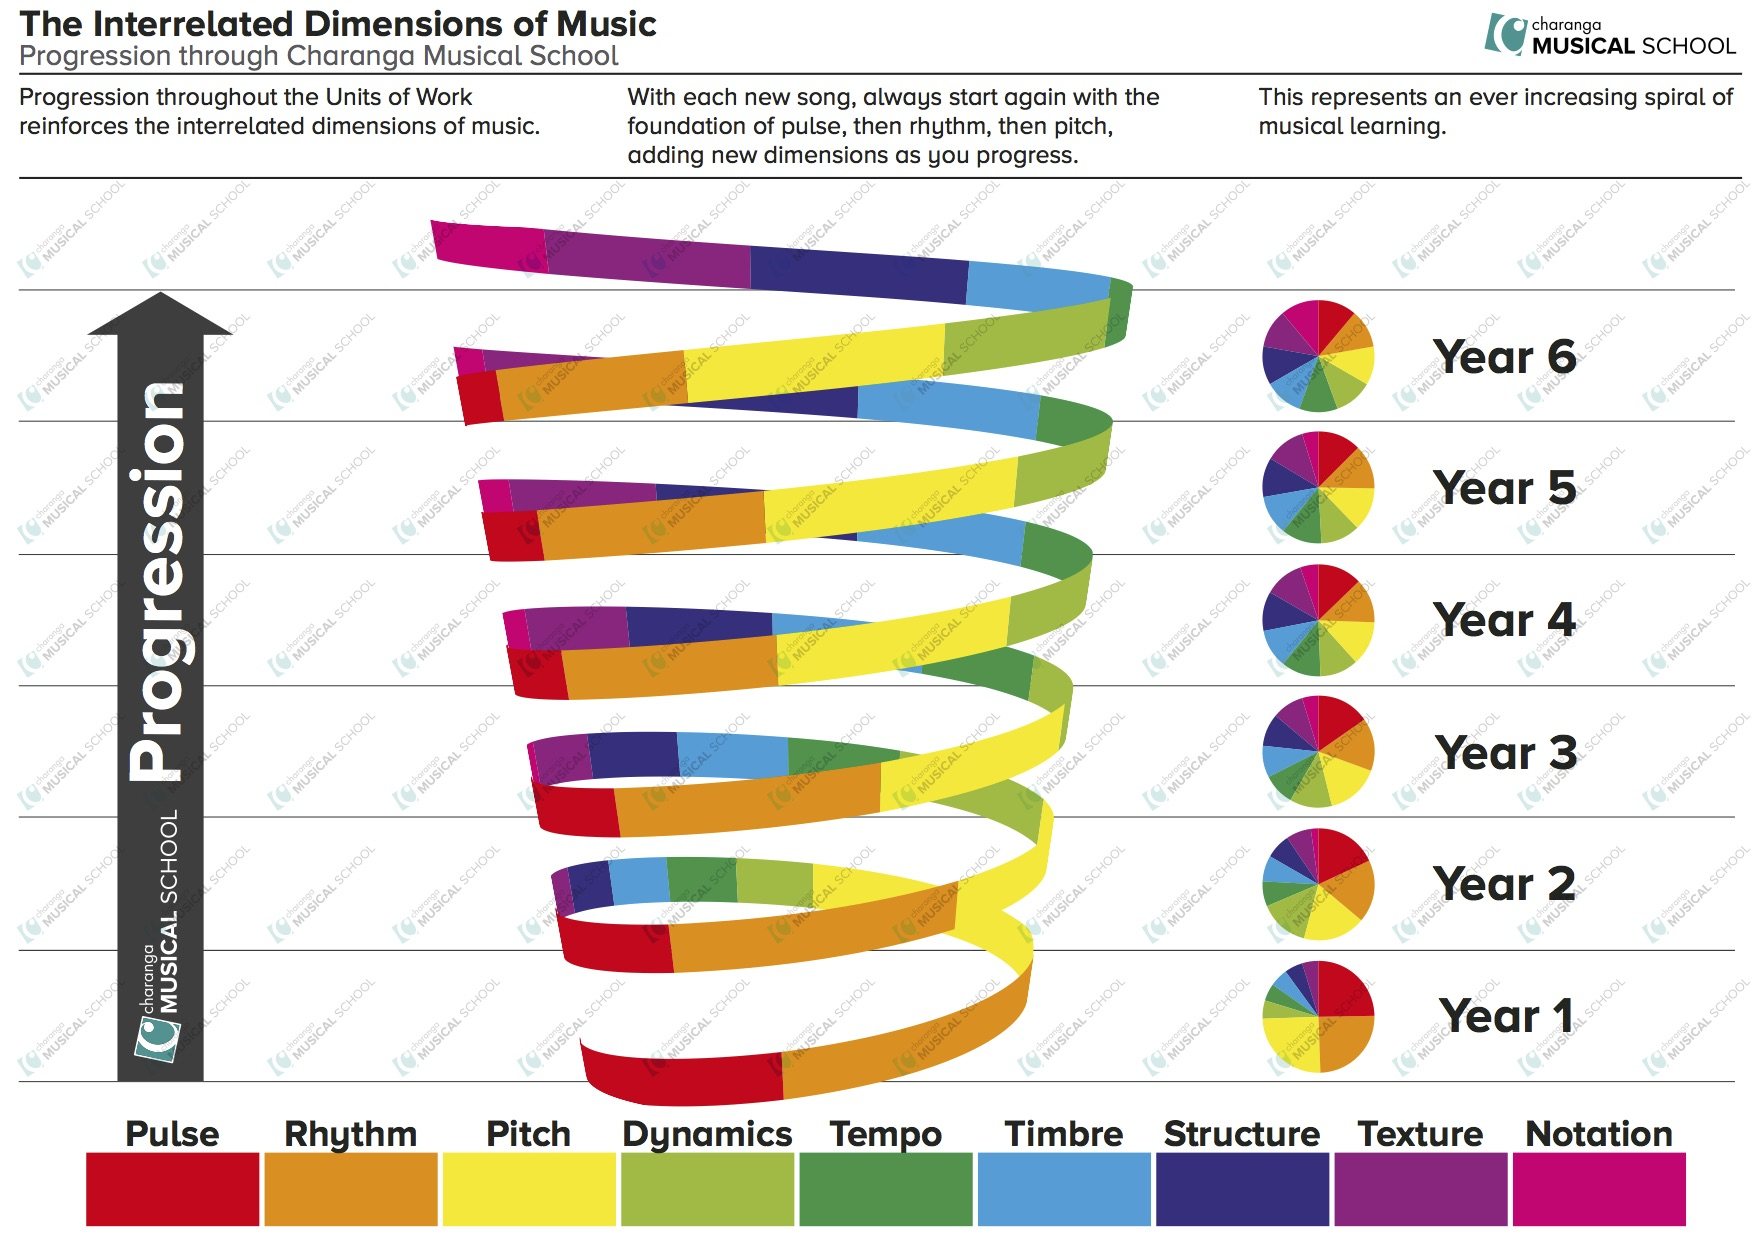 The Interrelated Dimensions of Music
Progression through Charanga Musical School
charanga
MUSICAL SCHOOL
Progression throughout the Units of Work
reinforces the interrelated dimensions of music.
With each new song, always start again with the
foundation of pulse, then rhythm, then pitch,
adding new dimensions as you progress.
This represents an ever increasing spiral of
musical learning.
Progression
charanga
MUSICAL SCHOOL
Year 6
Year 5
Year 4
Year 3
Year 2
Year 1
Pulse
Rhythm
Pitch
Dynamics
Tempo
Timbre
Structure
Texture
Notation